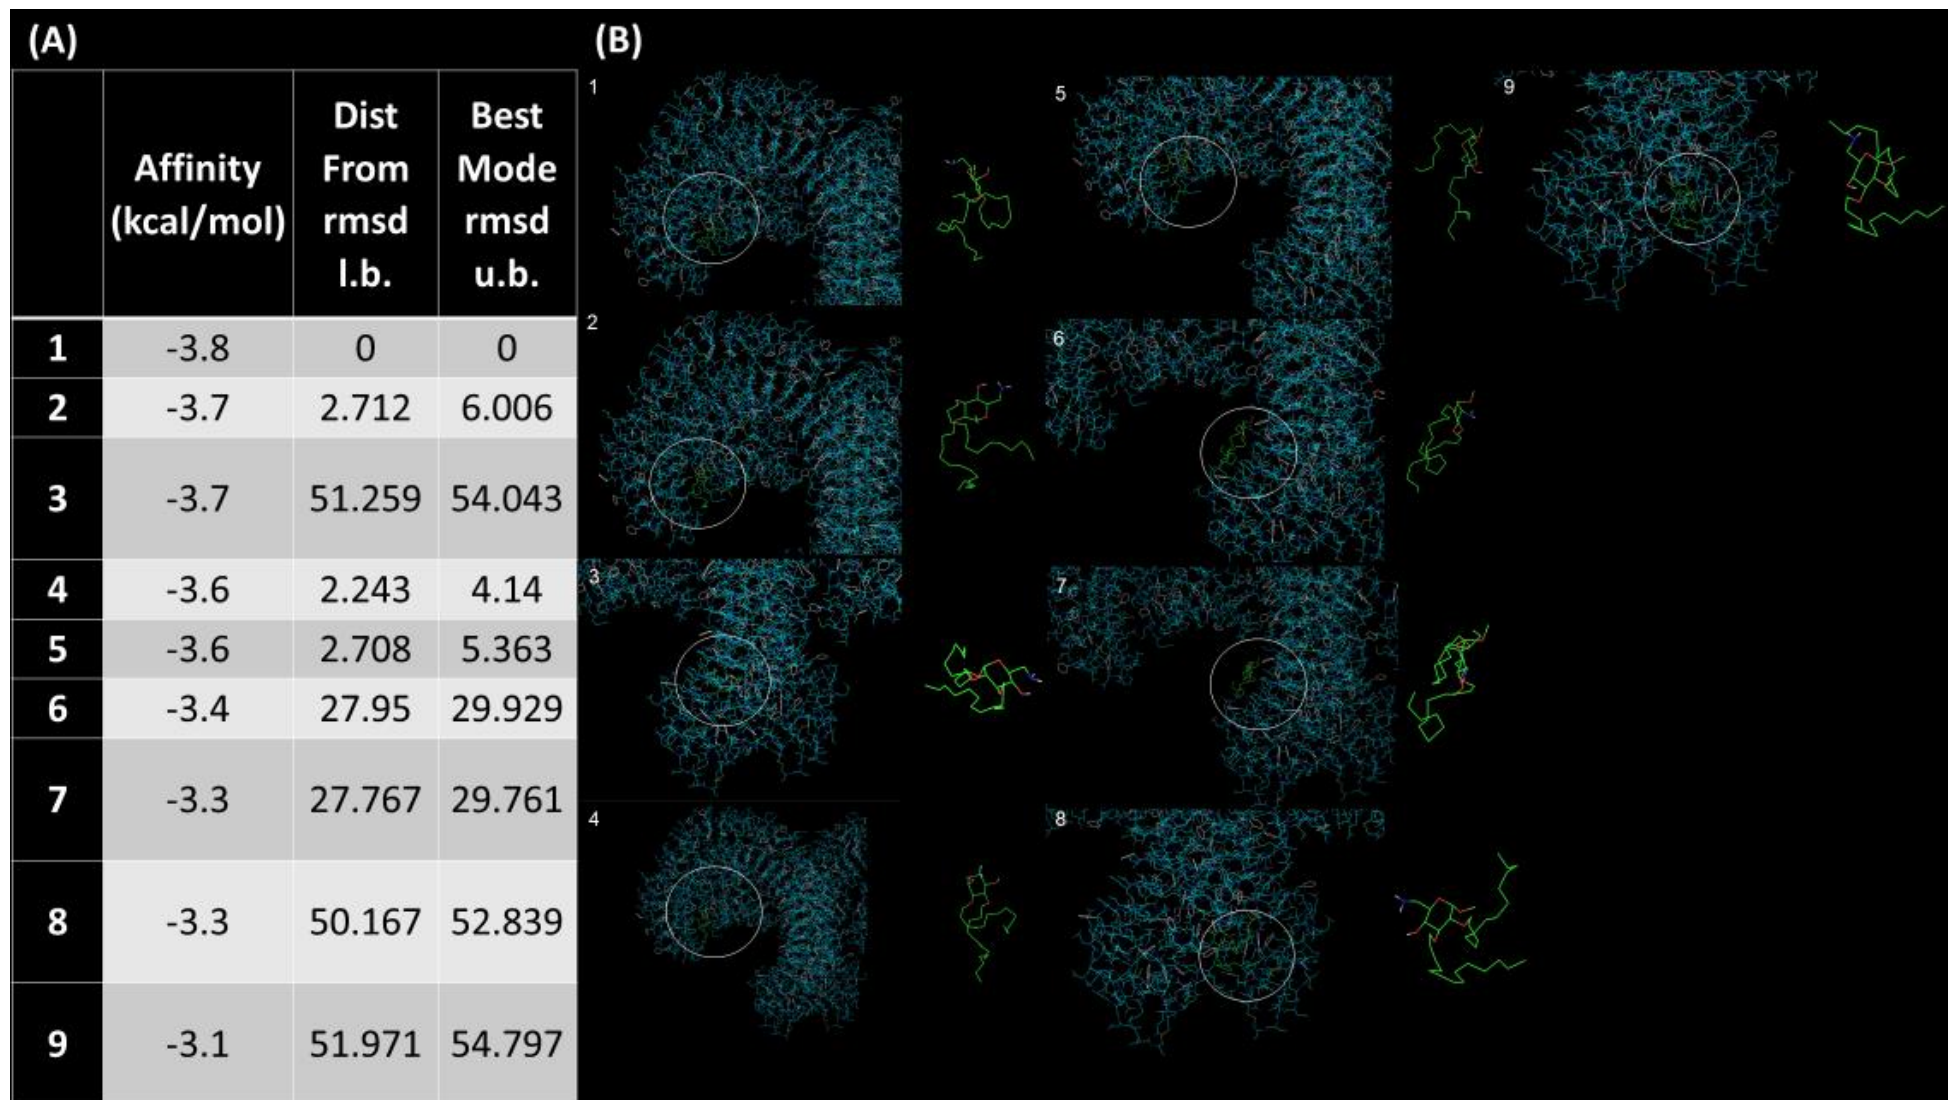 (A)
Affinity
(kcal/mol)
Dist
From
rmsd
l.b.
Best
Mode
rmsd
u.b.
1 -3.8 0 0
2 -3.7 2.712 6.006
3 -3.7 51.259 54.043
4 -3.6 2.243 4.14
5 -3.6 2.708 5.363
6 -3.4 27.95 29.929
7 -3.3 27.767 29.761
8 -3.3 50.167 52.839
9 -3.1 51.971 54.797
(B)
1
2
3
4
5
6
7
8
9